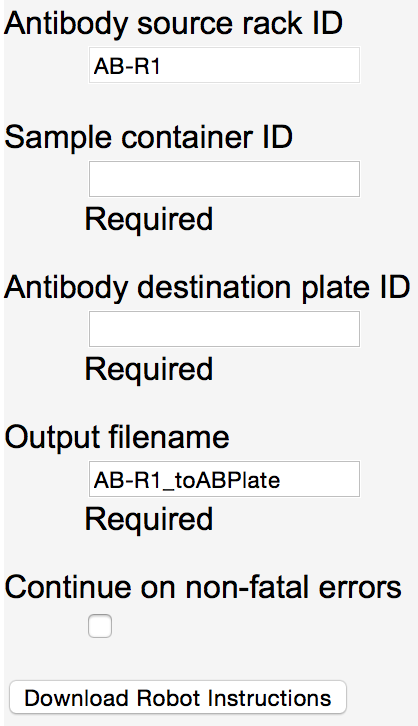 Antibody source rack ID
AB-R1
Sample container ID
Required
Antibody destination plate ID
Required
Output filename
AB-R1_toABPlate
Required
Continue on non-fatal errors
Download Robot Instructions